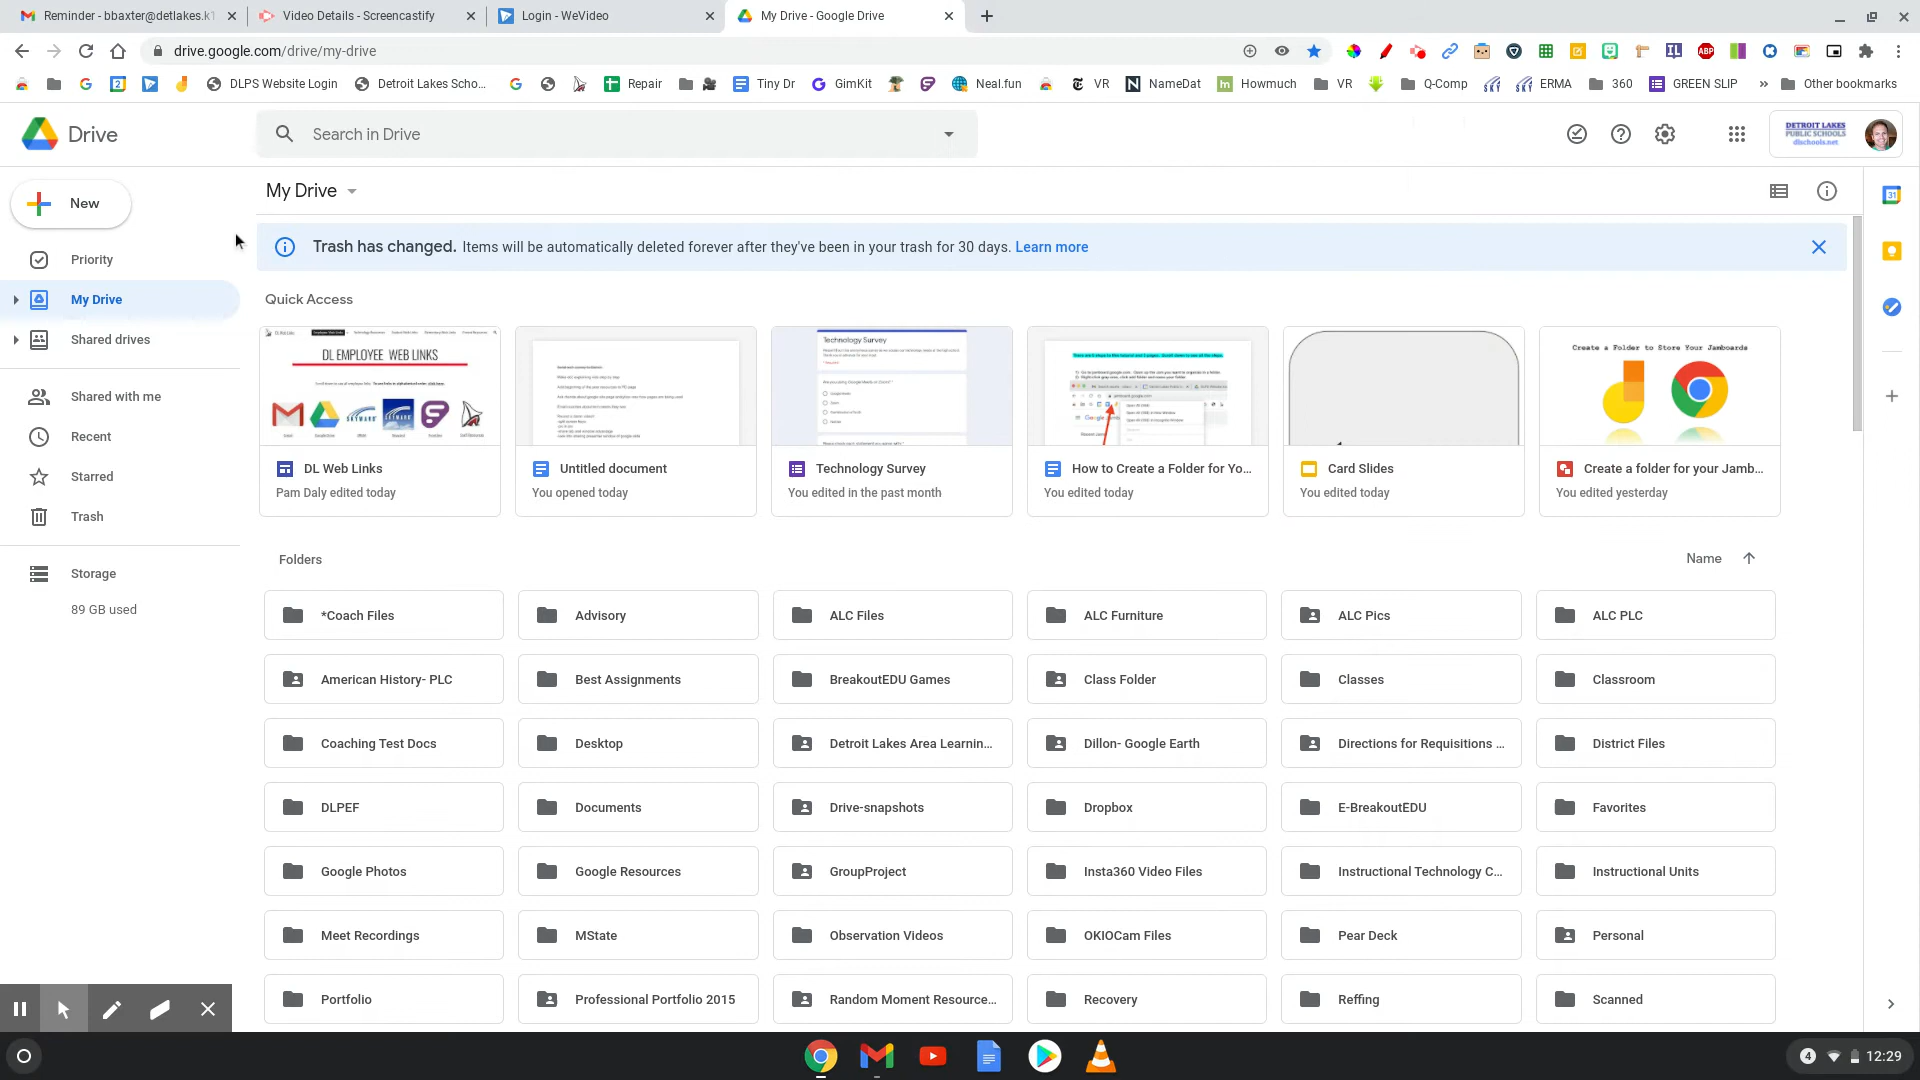 Reminder - bbaxter@detlakes.k1
Video Details - Screencastify
Login - WeVideo
My Drive - Google Drive
drive.google.com/drive/my-drive
DLPS Website Login
Detroit Lakes Scho...
Repair
Tiny Dr
GimKit
Neal.fun
VR
NameDat
Howmuch
VR
Q-Comp
ERMA
360
GREEN SLIP
Other bookmarks
Drive
Search in Drive
DETROIT LAKES
PUBLIC SCHOOLS
dlschools.net
New
My Drive
Trash has changed. Items will be automatically deleted forever after they've been in your trash for 30 days. Learn more
Priority
My Drive
Shared drives
Shared with me
Recent
Starred
Trash
Storage
89 GB used
Quick Access
DL EMPLOYEE WEB LINKS
Technology Survey
Create a Folder to Store Your Jamboards
DL Web Links
Pam Daly edited today
Untitled document
You opened today
Technology Survey
You edited in the past month
How to Create a Folder for Yo...
You edited today
Card Slides
You edited today
Create a folder for your Jamb...
You edited yesterday
Folders
Name
*Coach Files
Advisory
ALC Files
ALC Furniture
ALC Pics
ALC PLC
American History- PLC
Best Assignments
BreakoutEDU Games
Class Folder
Classes
Classroom
Coaching Test Docs
Desktop
Detroit Lakes Area Learnin...
Dillon- Google Earth
Directions for Requisitions ...
District Files
DLPEF
Documents
Drive-snapshots
Dropbox
E-BreakoutEDU
Favorites
Google Photos
Google Resources
GroupProject
Insta360 Video Files
Instructional Technology C...
Instructional Units
Meet Recordings
MState
Observation Videos
OKIOCam Files
Pear Deck
Personal
Portfolio
Professional Portfolio 2015
Random Moment Resource...
Recovery
Reffing
Scanned
4
12:29